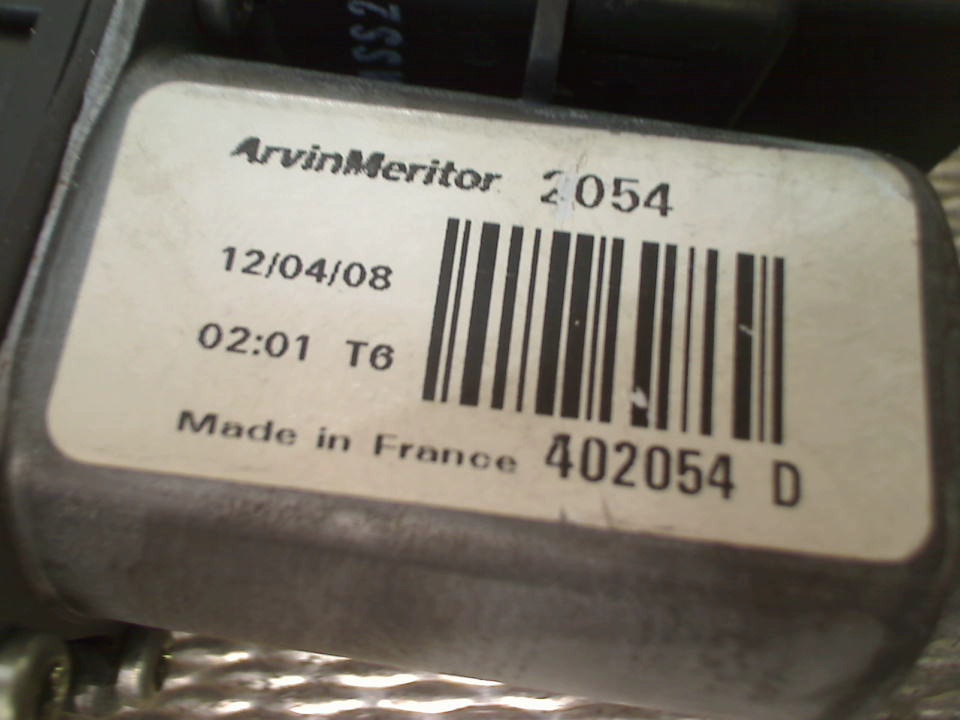 ArvinMeritor 2054
12/04/08
02:01 T6
Made in France 402054 D